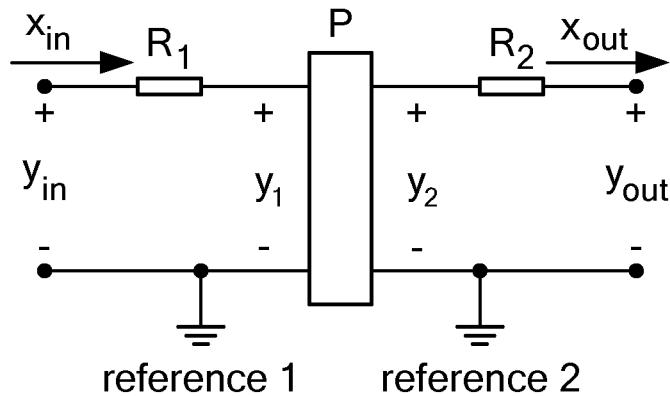 x_in P x_out
R_1 R_2
+ + + +
y_in y_1 y_2 y_out
- - - -
reference 1 reference 2